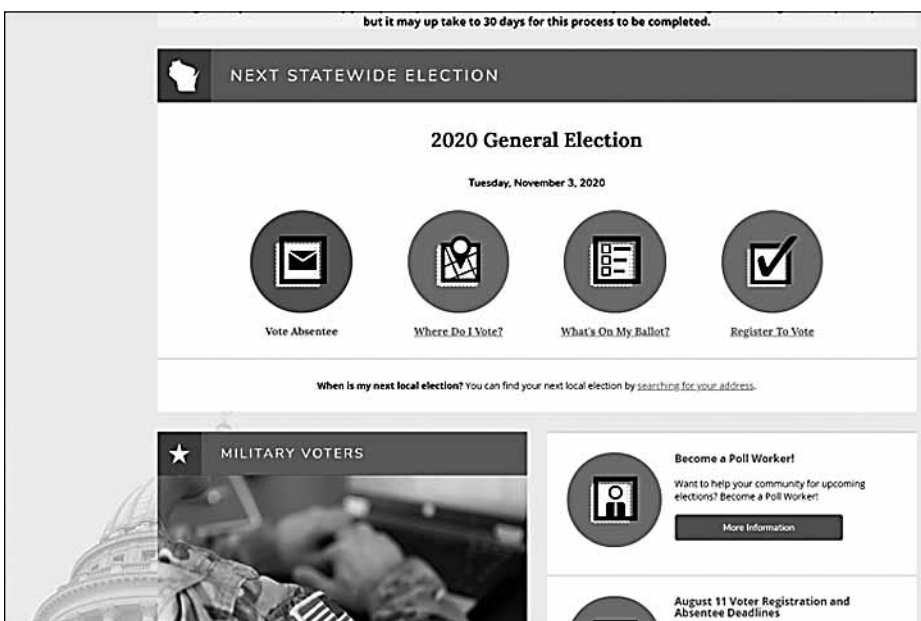 but it may up take to 30 days for this process to be completed.
NEXT STATEWIDE ELECTION
2020 General Election
Tuesday, November 3, 2020
Vote Absentee
Where Do I Vote?
What's On My Ballot?
Register To Vote
When is my next local election? You can find your next local election by searching for your address.
MILITARY VOTERS
Become a Poll Worker!
Want to help your community for upcoming
elections? Become a Poll Worker!
More Information
August 11 Voter Registration and
Absentee Deadlines